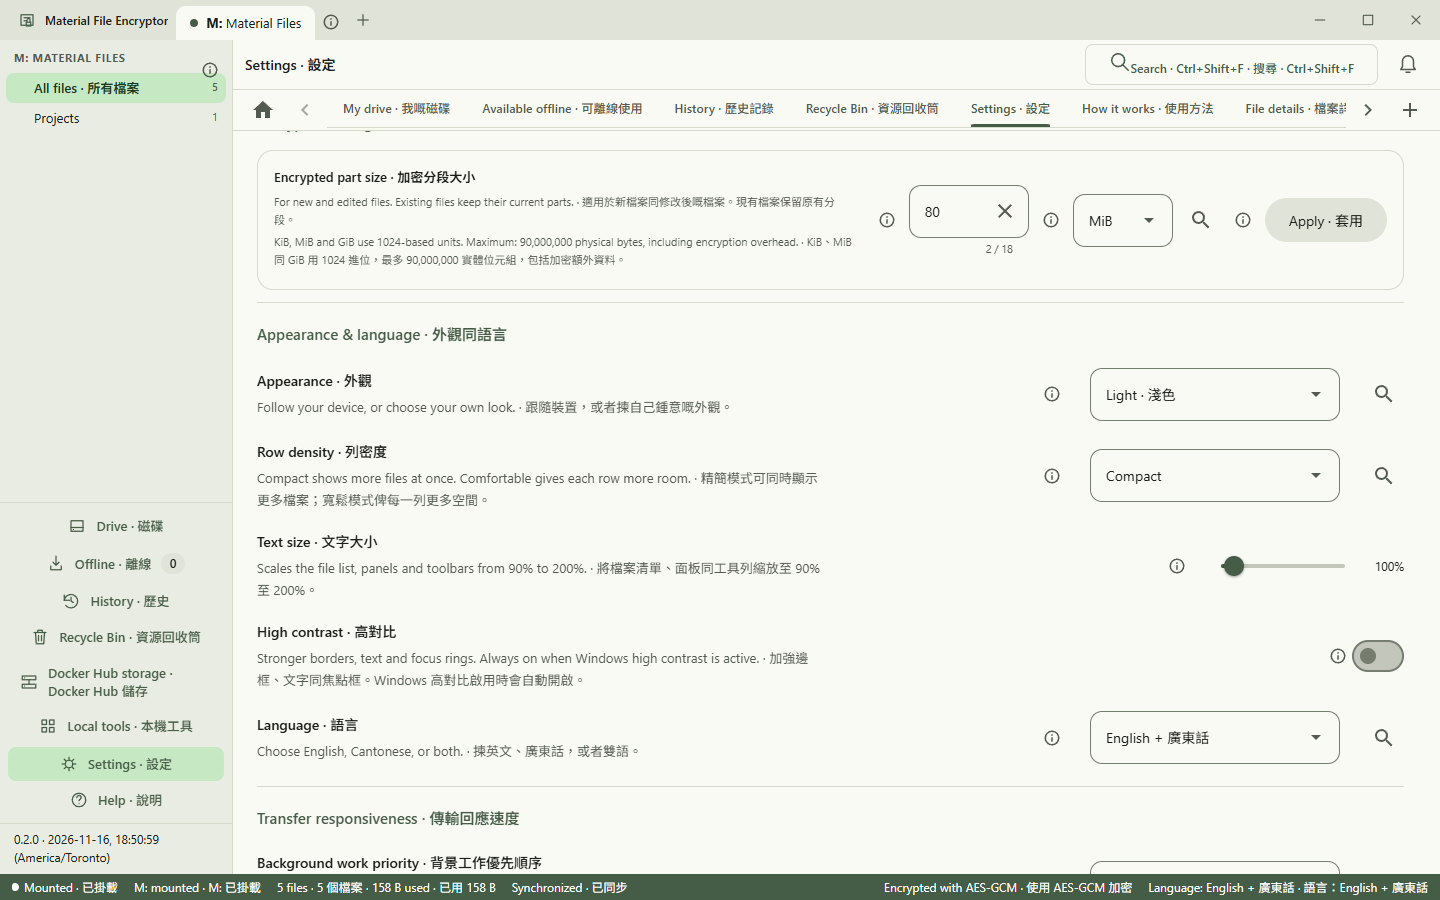 Material File Encryptor
M: Material Files
M: MATERIAL FILES
All files · 所有檔案
5
Projects
1
Settings · 設定
Search · Ctrl+Shift+F · 搜尋 · Ctrl+Shift+F
My drive · 我嘅磁碟
Available offline · 可離線使用
History · 歷史記錄
Recycle Bin · 資源回收筒
Settings · 設定
How it works · 使用方法
File details · 檔案
Encrypted part size · 加密分段大小
For new and edited files. Existing files keep their current parts. · 適用於新檔案同修改後嘅檔案。現有檔案保留原有分
段。
KiB, MiB and GiB use 1024-based units. Maximum: 90,000,000 physical bytes, including encryption overhead. · KiB、MiB
同 GiB 用 1024 進位，最多 90,000,000 實體位元組，包括加密額外資料。
80
2 / 18
MiB
Apply · 套用
Appearance & language · 外觀同語言
Appearance · 外觀
Follow your device, or choose your own look. · 跟隨裝置，或者揀自己鍾意嘅外觀。
Light · 淺色
Row density · 列密度
Compact shows more files at once. Comfortable gives each row more room. · 精簡模式可同時顯示
更多檔案；寬鬆模式俾每一列更多空間。
Compact
Text size · 文字大小
Scales the file list, panels and toolbars from 90% to 200%. · 將檔案清單、面板同工具列縮放至 90%
至 200%。
100%
High contrast · 高對比
Stronger borders, text and focus rings. Always on when Windows high contrast is active. · 加強邊
框、文字同焦點框。Windows 高對比啟用時會自動開啟。
Language · 語言
Choose English, Cantonese, or both. · 揀英文、廣東話，或者雙語。
English + 廣東話
Transfer responsiveness · 傳輸回應速度
Background work priority · 背景工作優先順序
Drive · 磁碟
Offline · 離線
0
History · 歷史
Recycle Bin · 資源回收筒
Docker Hub storage ·
Docker Hub 儲存
Local tools · 本機工具
Settings · 設定
Help · 說明
0.2.0 · 2026-11-16, 18:50:59
(America/Toronto)
Mounted · 已掛載
M: mounted · M: 已掛載
5 files · 5 個檔案 · 158 B used · 已用 158 B
Synchronized · 已同步
Encrypted with AES-GCM · 使用 AES-GCM 加密
Language: English + 廣東話 · 語言：English + 廣東話